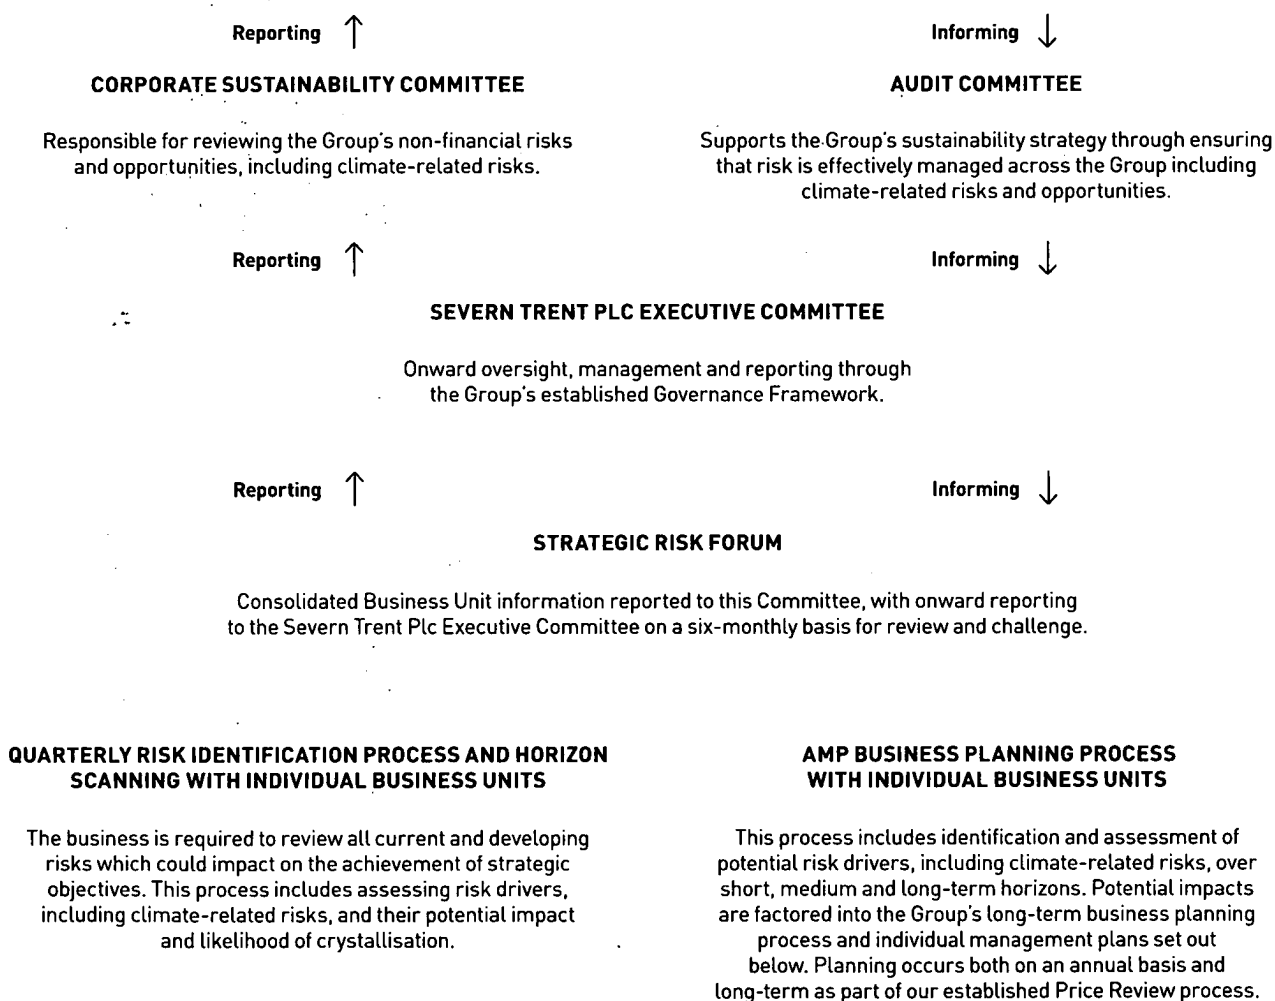 Reporting ↑
Informing ↓
CORPORATE SUSTAINABILITY COMMITTEE
Responsible for reviewing the Group's non-financial risks
and opportunities, including climate-related risks.
AUDIT COMMITTEE
Supports the Group's sustainability strategy through ensuring
that risk is effectively managed across the Group including
climate-related risks and opportunities.
Reporting ↑
Informing ↓
SEVERN TRENT PLC EXECUTIVE COMMITTEE
Onward oversight, management and reporting through
the Group's established Governance Framework.
Reporting ↑
Informing ↓
STRATEGIC RISK FORUM
Consolidated Business Unit information reported to this Committee, with onward reporting
to the Severn Trent Plc Executive Committee on a six-monthly basis for review and challenge.
QUARTERLY RISK IDENTIFICATION PROCESS AND HORIZON
SCANNING WITH INDIVIDUAL BUSINESS UNITS
The business is required to review all current and developing
risks which could impact on the achievement of strategic
objectives. This process includes assessing risk drivers,
including climate-related risks, and their potential impact
and likelihood of crystallisation.
AMP BUSINESS PLANNING PROCESS
WITH INDIVIDUAL BUSINESS UNITS
This process includes identification and assessment of
potential risk drivers, including climate-related risks, over
short, medium and long-term horizons. Potential impacts
are factored into the Group's long-term business planning
process and individual management plans set out
below. Planning occurs both on an annual basis and
long-term as part of our established Price Review process.